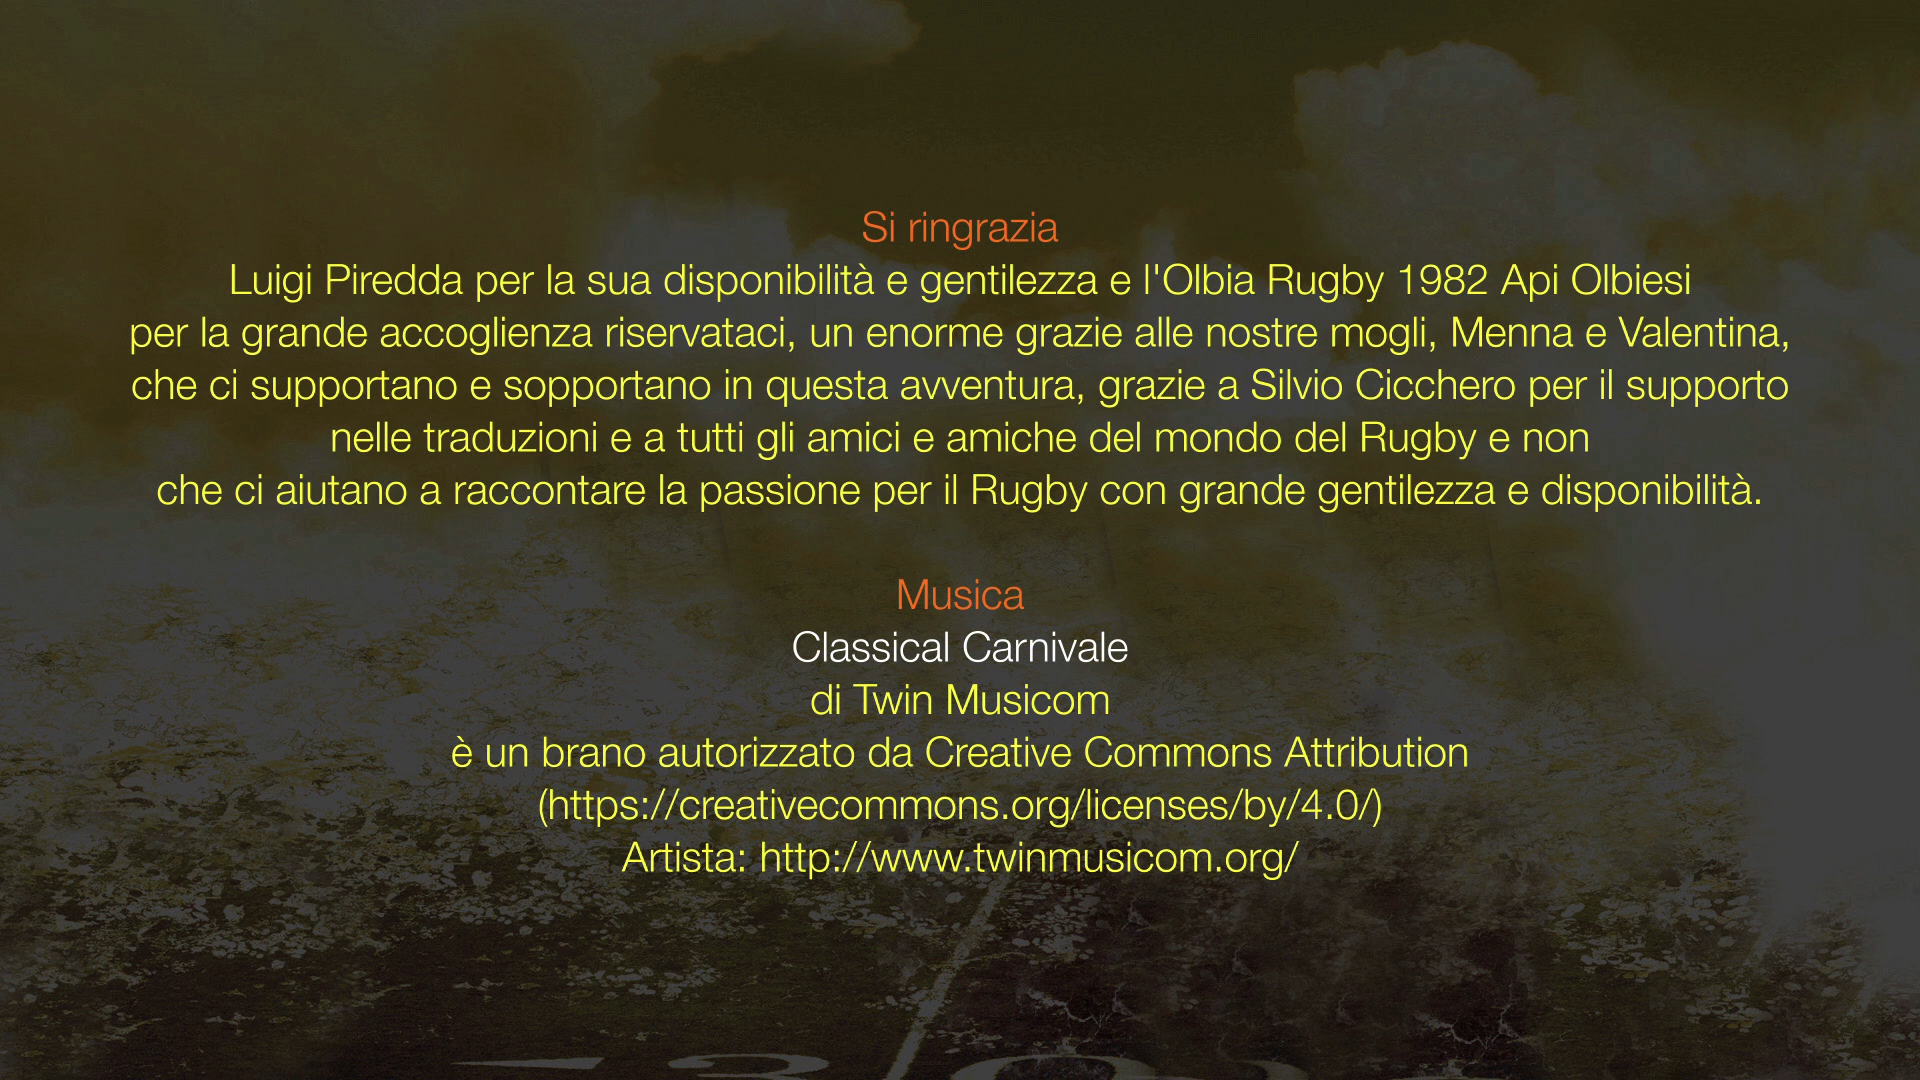 Si ringrazia
Luigi Piredda per la sua disponibilità e gentilezza e l'Olbia Rugby 1982 Api Olbiesi
per la grande accoglienza riservataci, un enorme grazie alle nostre mogli, Menna e Valentina,
che ci supportano e sopportano in questa avventura, grazie a Silvio Cicchero per il supporto
nelle traduzioni e a tutti gli amici e amiche del mondo del Rugby e non
che ci aiutano a raccontare la passione per il Rugby con grande gentilezza e disponibilità.
Musica
Classical Carnivale
di Twin Musicom
è un brano autorizzato da Creative Commons Attribution
(https://creativecommons.org/licenses/by/4.0/)
Artista: http://www.twinmusicom.org/